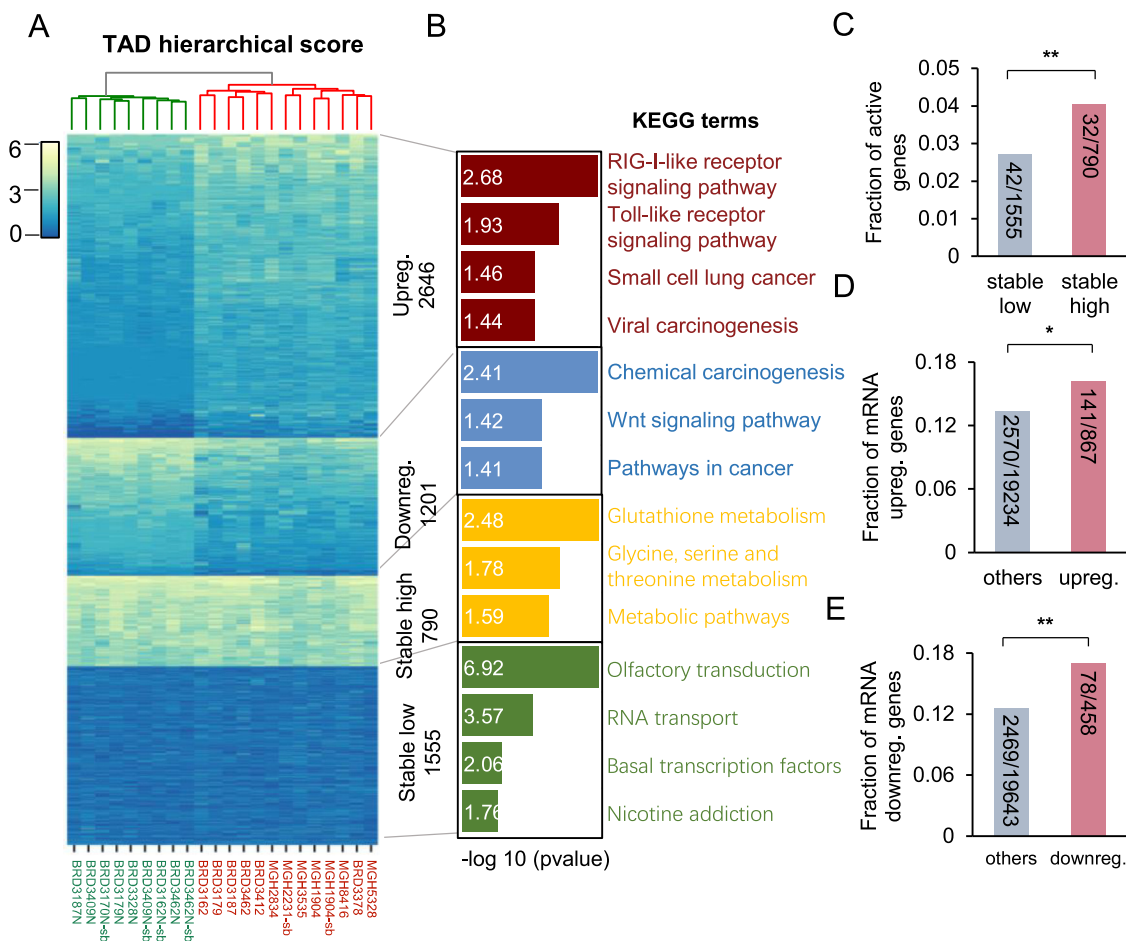 A
TAD hierarchical score
6
3
0
Upreg.
2646
Downreg.
1201
Stable high
790
Stable low
1555
BRD3187N
BRD3409N
BRD3170N-sb
BRD3179N
BRD3328N
BRD3409N-sb
BRD3162N-sb
BRD3462N
BRD3462N-sb
BRD3162
BRD3179
BRD3187
BRD3462
BRD3412
MGH2834
MGH2231-sb
MGH3535
MGH1904
MGH1904-sb
MGH8416
BRD3378
MGH5328
B
KEGG terms
2.68
RIG-I-like receptor
signaling pathway
1.93
Toll-like receptor
signaling pathway
1.46
Small cell lung cancer
1.44
Viral carcinogenesis
2.41
Chemical carcinogenesis
1.42
Wnt signaling pathway
1.41
Pathways in cancer
2.48
Glutathione metabolism
1.78
Glycine, serine and
threonine metabolism
1.59
Metabolic pathways
6.92
Olfactory transduction
3.57
RNA transport
2.06
Basal transcription factors
1.76
Nicotine addiction
-log 10 (pvalue)
C
Fraction of active
genes
0.05
0.04
0.03
0.02
0.01
0
**
42/1555
32/790
stable
low
stable
high
D
Fraction of mRNA
upreg. genes
0.18
0.12
0.06
0
*
2570/19234
141/867
others
upreg.
E
Fraction of mRNA
downreg. genes
0.18
0.12
0.06
0
**
2469/19643
78/458
others
downreg.